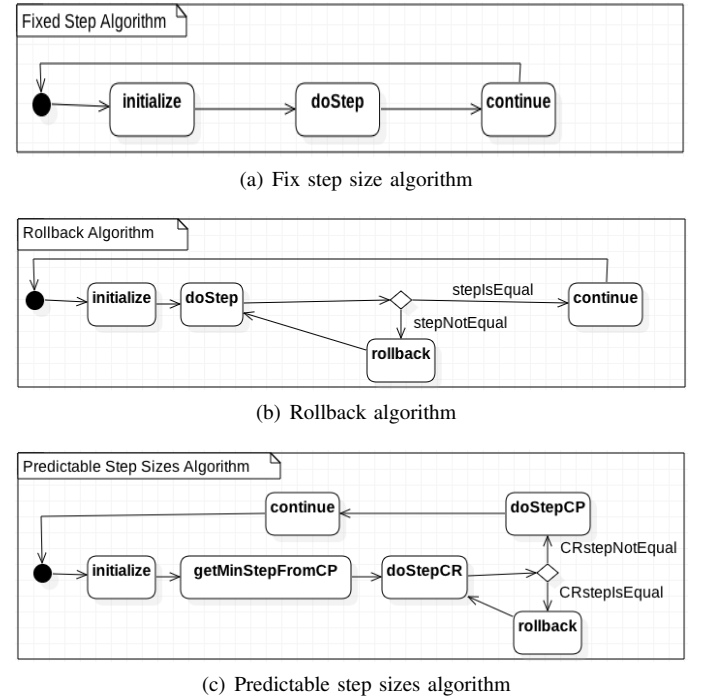 Fixed Step Algorithm
initialize
doStep
continue
(a) Fix step size algorithm
Rollback Algorithm
stepIsEqual
initialize
doStep
continue
stepNotEqual
rollback
(b) Rollback algorithm
Predictable Step Sizes Algorithm
continue
doStepCP
CRstepNotEqual
initialize
getMinStepFromCP
doStepCR
CRstepIsEqual
rollback
(c) Predictable step sizes algorithm